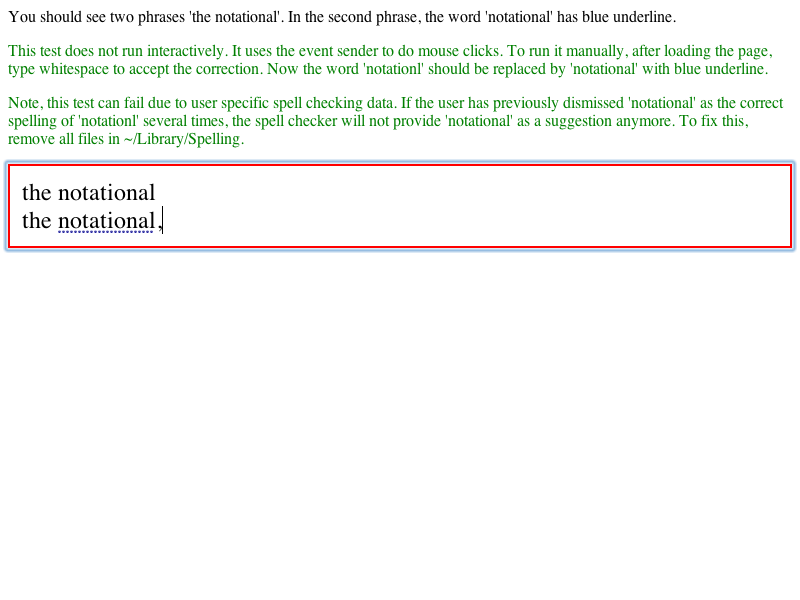 You should see two phrases 'the notational'. In the second phrase, the word 'notational' has blue underline.
This test does not run interactively. It uses the event sender to do mouse clicks. To run it manually, after loading the page,
type whitespace to accept the correction. Now the word 'notationl' should be replaced by 'notational' with blue underline.
Note, this test can fail due to user specific spell checking data. If the user has previously dismissed 'notational' as the correct
spelling of 'notationl' several times, the spell checker will not provide 'notational' as a suggestion anymore. To fix this,
remove all files in ~/Library/Spelling.
the notational
the notational,